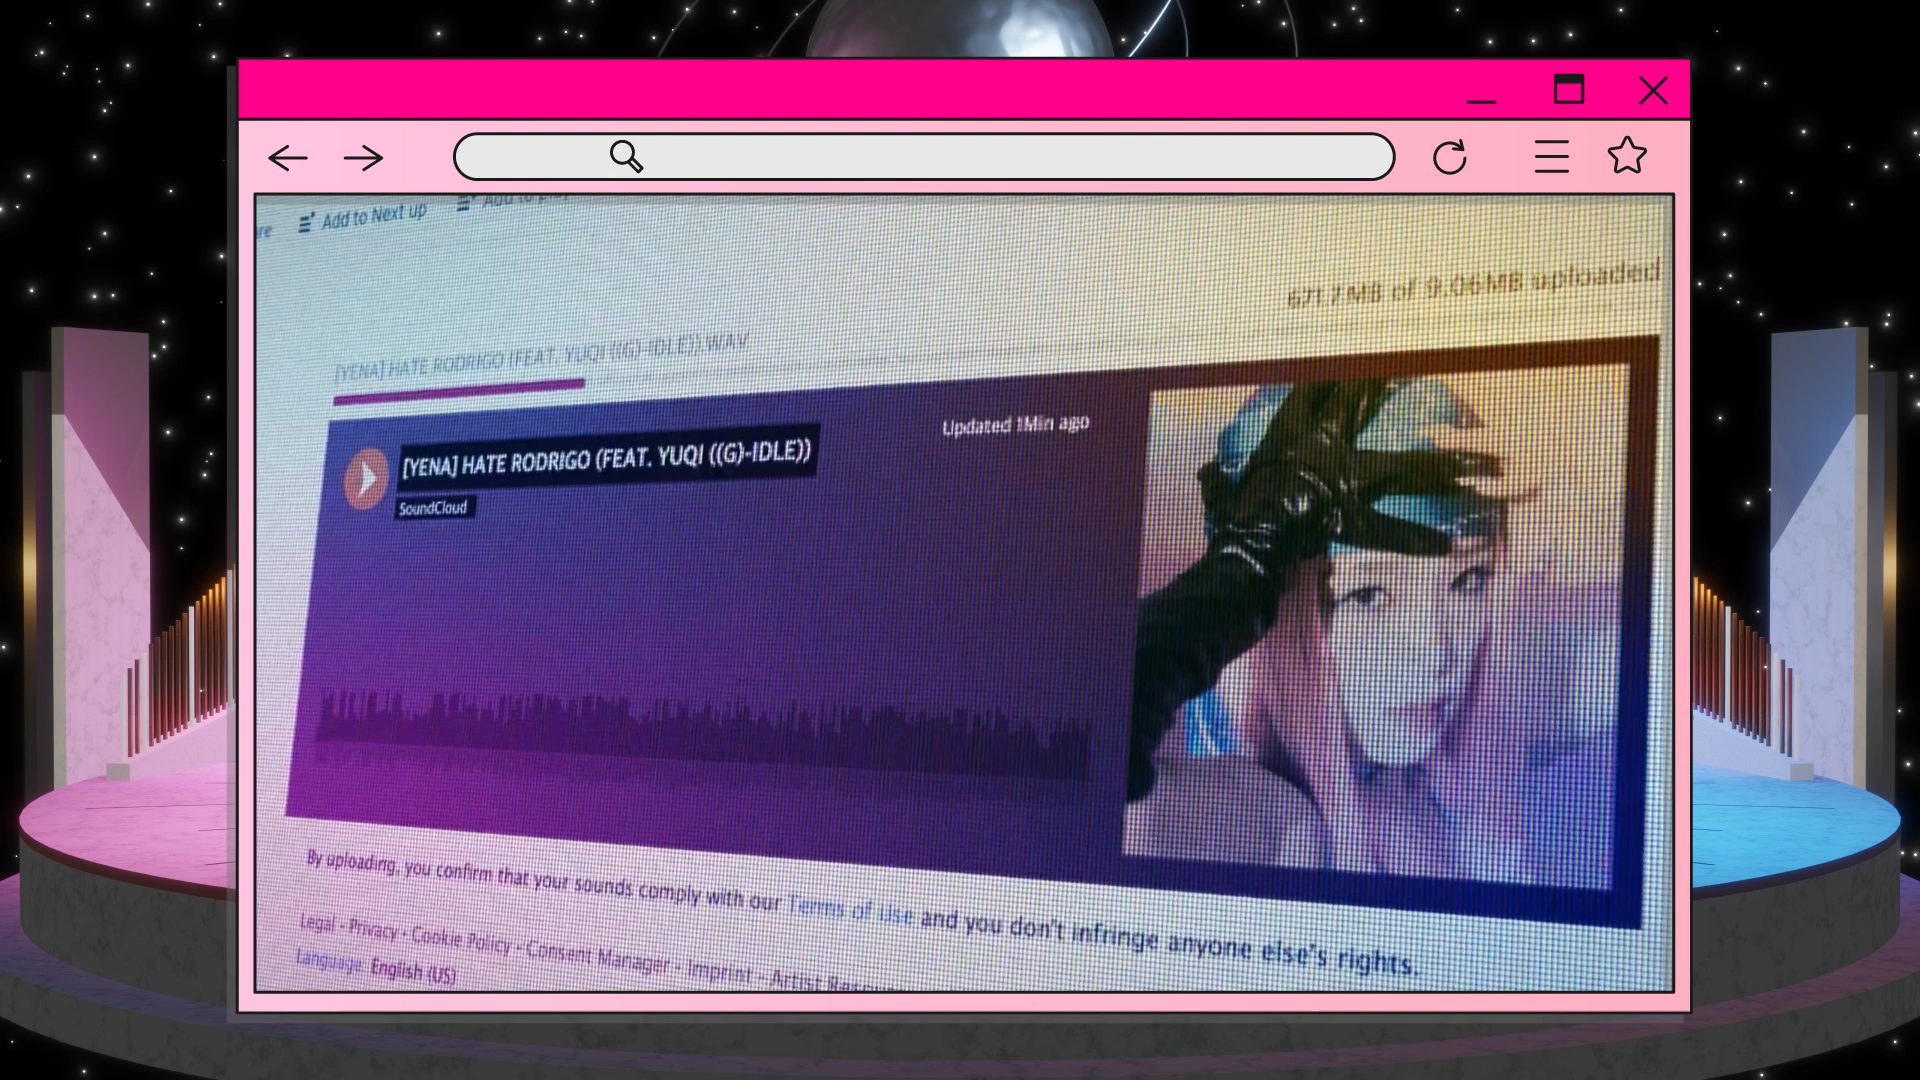 Add to Next up
Add to
671.7MB of 9.06MB uploaded
[YENA] HATE RODRIGO (FEAT. YUQI ((G)-IDLE)).WAV
[YENA] HATE RODRIGO (FEAT. YUQI ((G)-IDLE))
Updated 1Min ago
SoundCloud
By uploading, you confirm that your sounds comply with our Terms of Use and you don't infringe anyone else's rights.
Legal - Privacy - Cookie Policy - Consent Manager - Imprint - Artist
Language: English (US)